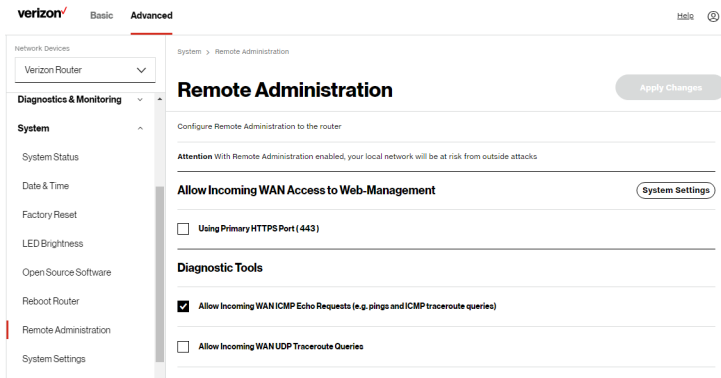 verizon✓ Basic Advanced Help
Network Devices
Verizon Router
Diagnostics & Monitoring
System
System Status
Date & Time
Factory Reset
LED Brightness
Open Source Software
Reboot Router
Remote Administration
System Settings
System > Remote Administration
Remote Administration
Apply Changes
Configure Remote Administration to the router
Attention With Remote Administration enabled, your local network will be at risk from outside attacks
Allow Incoming WAN Access to Web-Management
System Settings
Using Primary HTTPS Port ( 443 )
Diagnostic Tools
Allow Incoming WAN ICMP Echo Requests (e.g. pings and ICMP traceroute queries)
Allow Incoming WAN UDP Traceroute Queries